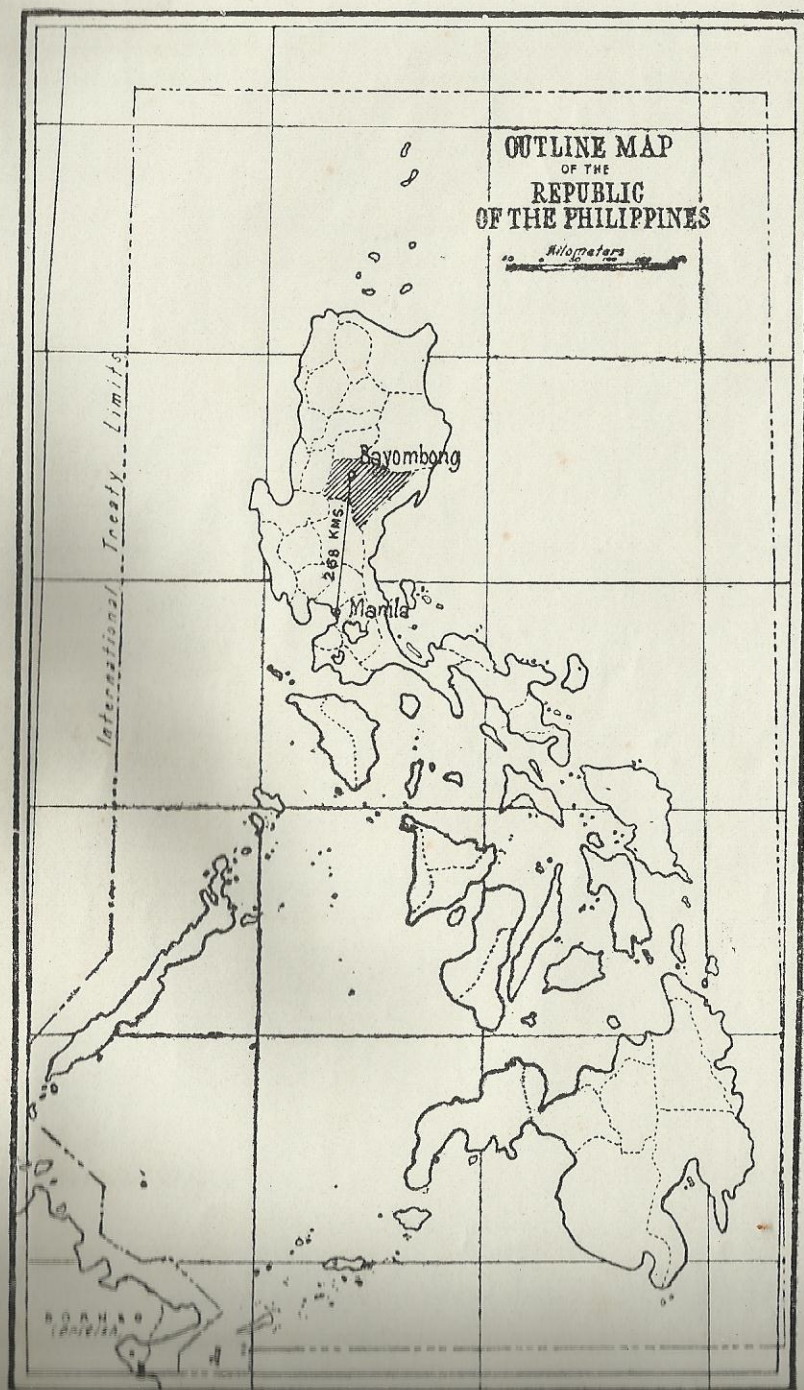 OUTLINE MAP
OF THE
REPUBLIC
OF THE PHILIPPINES
Kilometers
International Treaty Limits
Bayombong
268 KMS.
Manila
BORNEO